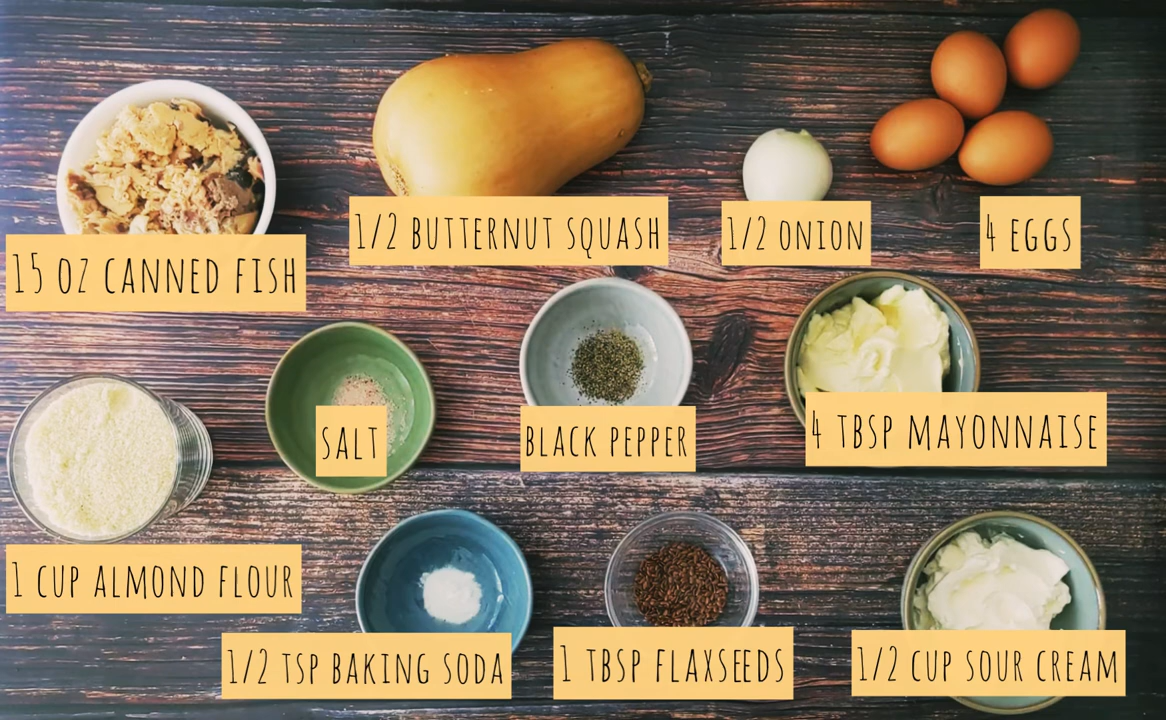 1/2 BUTTERNUT SQUASH
1/2 ONION
4 EGGS
15 OZ CANNED FISH
SALT
BLACK PEPPER
4 TBSP MAYONNAISE
1 CUP ALMOND FLOUR
1/2 TSP BAKING SODA
1 TBSP FLAXSEEDS
1/2 CUP SOUR CREAM